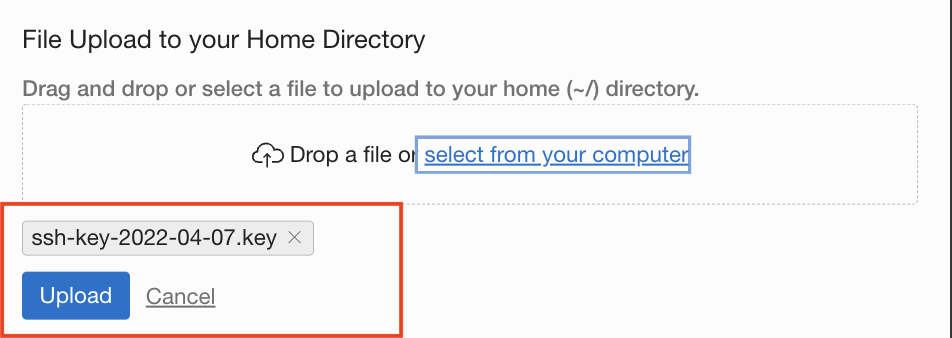 File Upload to your Home Directory
Drag and drop or select a file to upload to your home (~/) directory.
Drop a file or select from your computer
ssh-key-2022-04-07.key
Upload Cancel